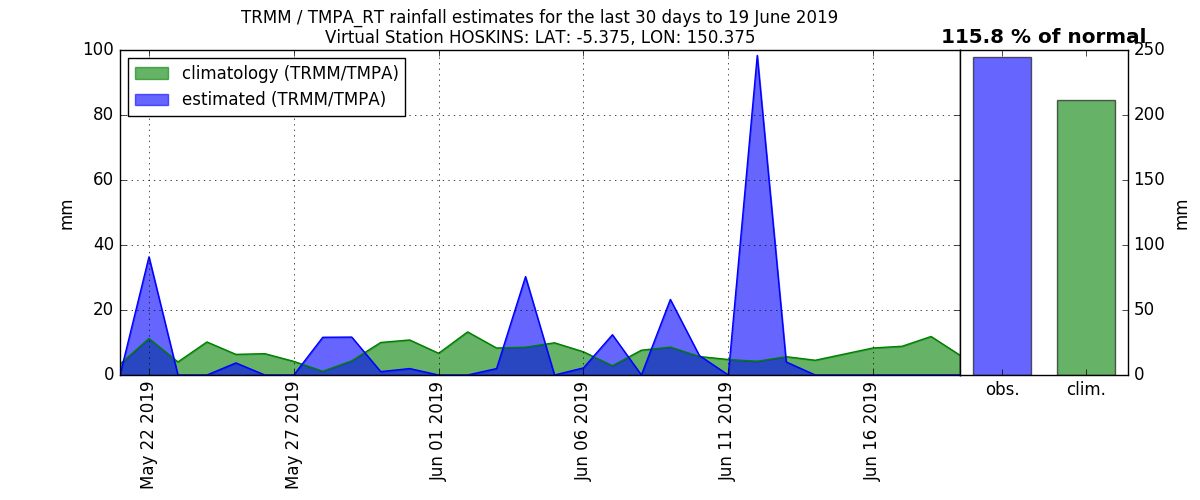 TRMM / TMPA_RT rainfall estimates for the last 30 days to 19 June 2019
Virtual Station HOSKINS: LAT: -5.375, LON: 150.375
115.8 % of normal
climatology (TRMM/TMPA)
estimated (TRMM/TMPA)
100
80
60
40
20
0
mm
May 22 2019
May 27 2019
Jun 01 2019
Jun 06 2019
Jun 11 2019
Jun 16 2019
250
200
150
100
50
0
mm
obs.
clim.